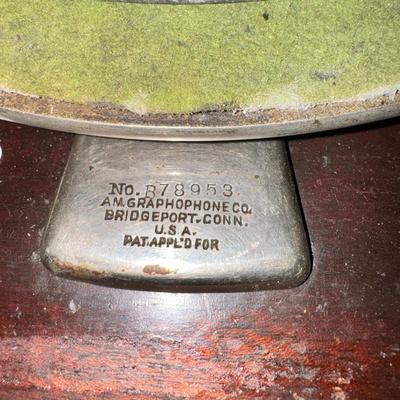 No. B78953.
AM. GRAPHOPHONE CO.
BRIDGEPORT. CONN.
U.S.A.
PAT. APPL'D FOR